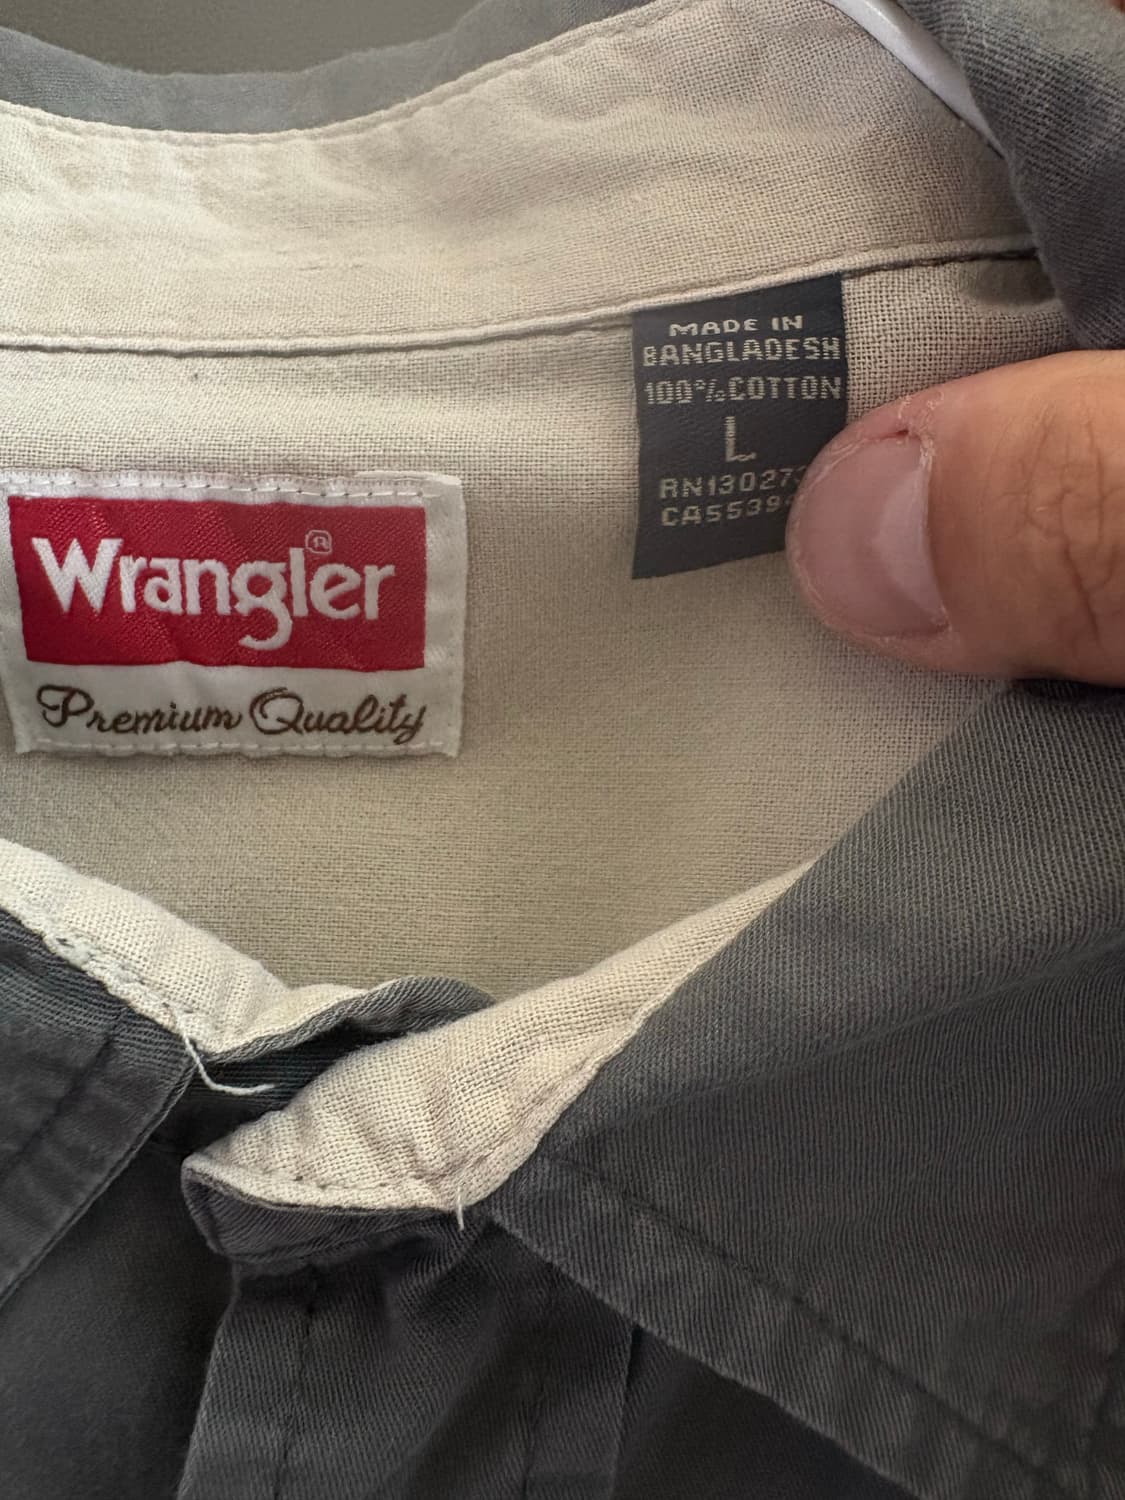 MADE IN
BANGLADESH
100% COTTON
L
Wrangler®
Premium Quality